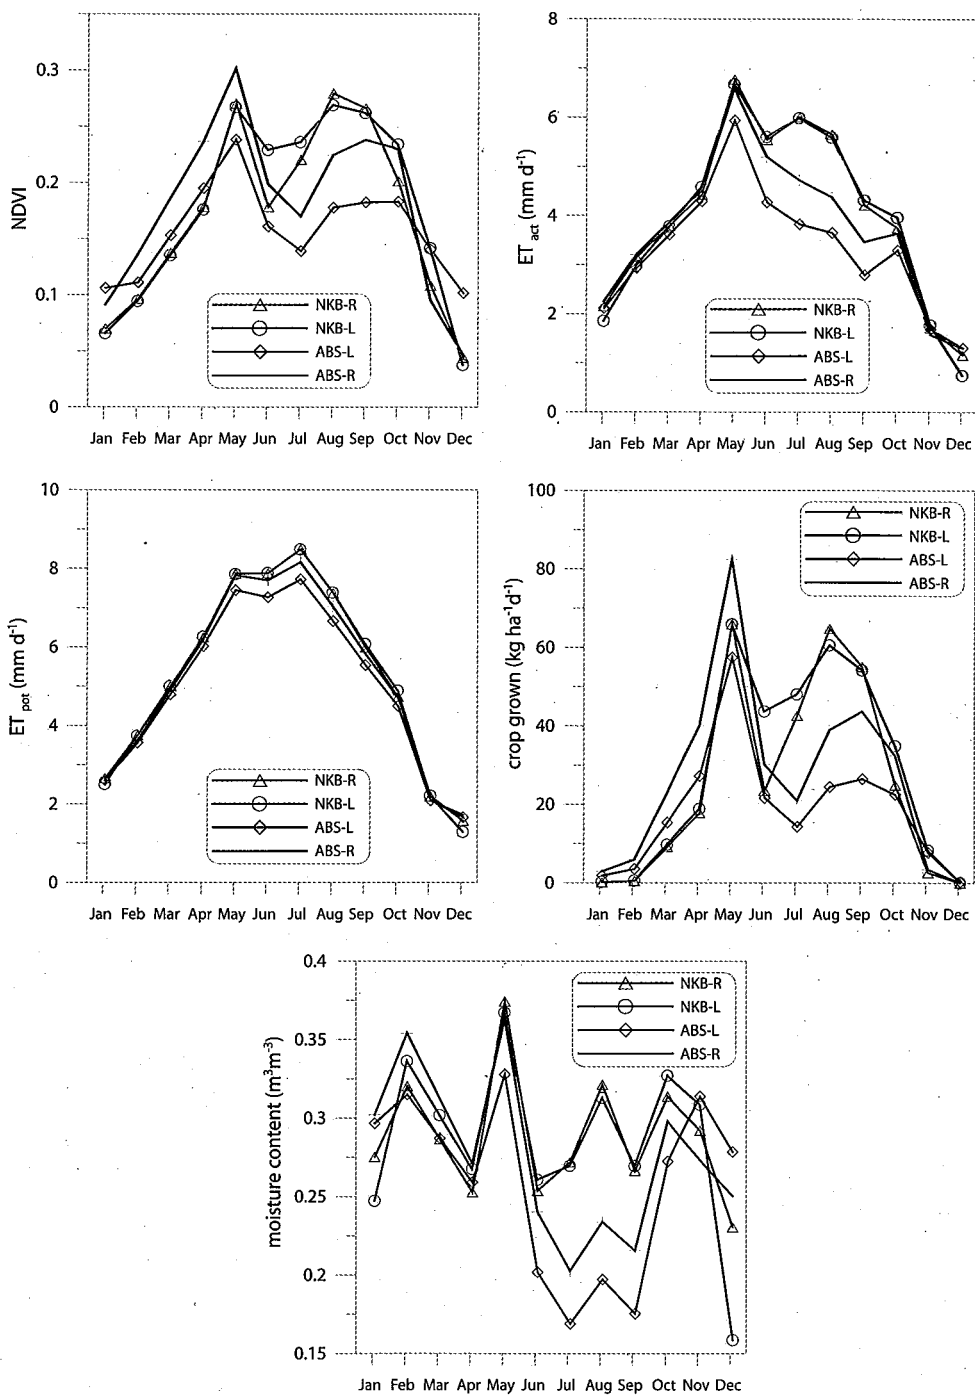 NDVI
0.3
0.2
0.1
0
NKB-R
NKB-L
ABS-L
ABS-R
Jan Feb Mar Apr May Jun Jul Aug Sep Oct Nov Dec
ET act (mm d⁻¹)
8
6
4
2
0
NKB-R
NKB-L
ABS-L
ABS-R
Jan Feb Mar Apr May Jun Jul Aug Sep Oct Nov Dec
ET pot (mm d⁻¹)
10
8
6
4
2
0
NKB-R
NKB-L
ABS-L
ABS-R
Jan Feb Mar Apr May Jun Jul Aug Sep Oct Nov Dec
crop grown (kg ha⁻¹d⁻¹)
100
80
60
40
20
0
NKB-R
NKB-L
ABS-L
ABS-R
Jan Feb Mar Apr May Jun Jul Aug Sep Oct Nov Dec
moisture content (m³m⁻³)
0.4
0.35
0.3
0.25
0.2
0.15
NKB-R
NKB-L
ABS-L
ABS-R
Jan Feb Mar Apr May Jun Jul Aug Sep Oct Nov Dec